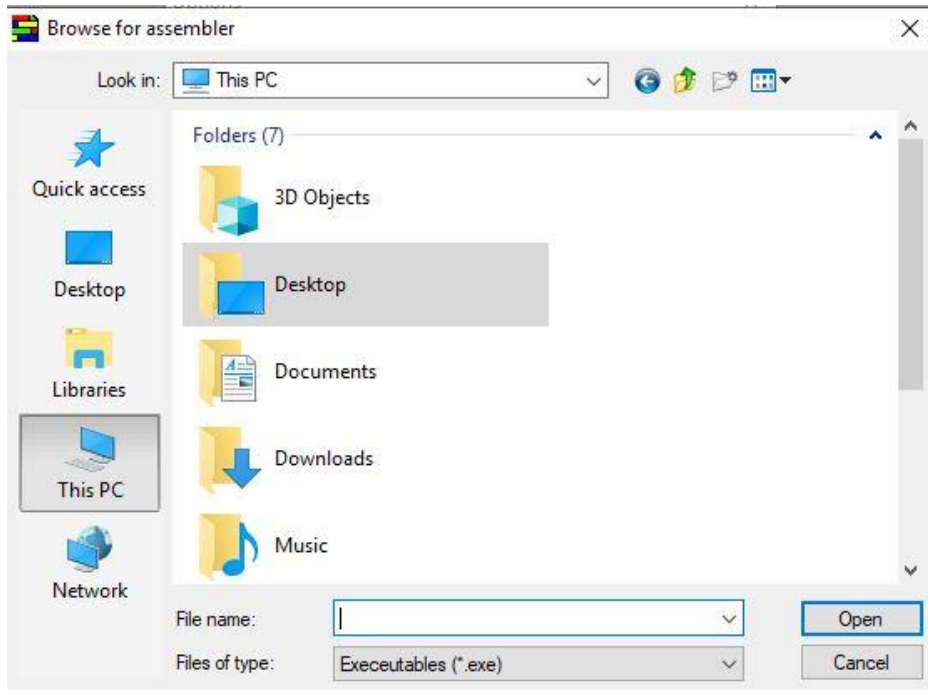 Browse for assembler
Look in: This PC
Folders (7)
Quick access
3D Objects
Desktop
Desktop
Libraries
Documents
This PC
Downloads
Network
Music
File name:
Open
Files of type: Execeutables (*.exe)
Cancel